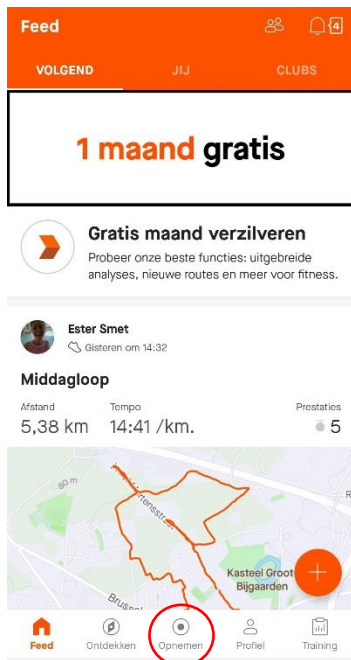 Feed
4
VOLGEND JIJ CLUBS
1 maand gratis
Gratis maand verzilveren
Probeer onze beste functies: uitgebreide
analyses, nieuwe routes en meer voor fitness.
Ester Smet
Gisteren om 14:32
Middagloop
Afstand Tempo Prestaties
5,38 km 14:41 /km. 5
80 m
Kasteel Groot
Bijgaarden
Brusse
Feed Ontdekken Opnemen Profiel Training